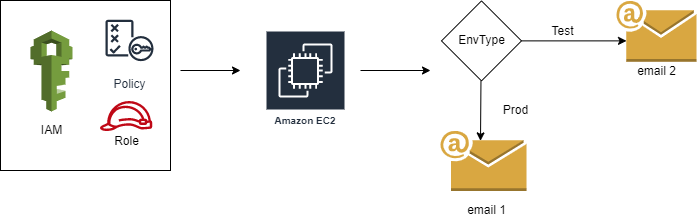 IAM
Policy
Role
Amazon EC2
EnvType
Test
Prod
@
email 2
@
email 1